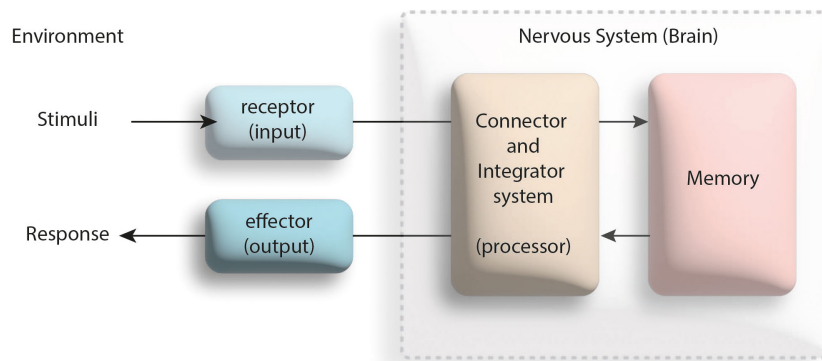 Environment
Nervous System (Brain)
Stimuli
receptor
(input)
Connector
and
Integrator
system
(processor)
Memory
Response
effector
(output)